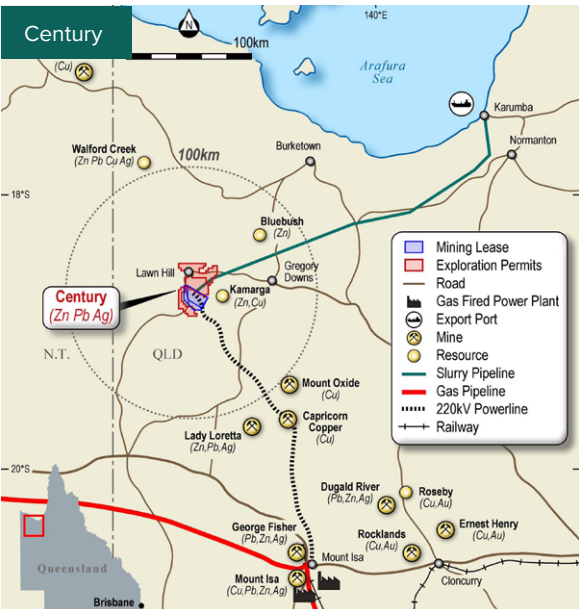 Century
N
100km
140°E
(Cu)
Arafura
Sea
Karumba
Normanton
Walford Creek
(Zn Pb Cu Ag)
100km
Burketown
18°S
Bluebush
(Zn)
Lawn Hill
Gregory
Downs
Century
(Zn Pb Ag)
Kamarga
(Zn,Cu)
N.T.
QLD
Mining Lease
Exploration Permits
Road
Gas Fired Power Plant
Export Port
Mine
Resource
Slurry Pipeline
Gas Pipeline
220kV Powerline
Railway
Mount Oxide
(Cu)
Capricorn
Copper
(Cu)
Lady Loretta
(Zn,Pb,Ag)
20°S
Dugald River
(Pb,Zn,Ag)
Roseby
(Cu,Au)
Ernest Henry
(Cu,Au)
George Fisher
(Pb,Zn,Ag)
Rocklands
(Cu,Au)
Mount Isa
Mount Isa
(Cu,Pb,Zn,Ag)
Cloncurry
Queensland
Brisbane